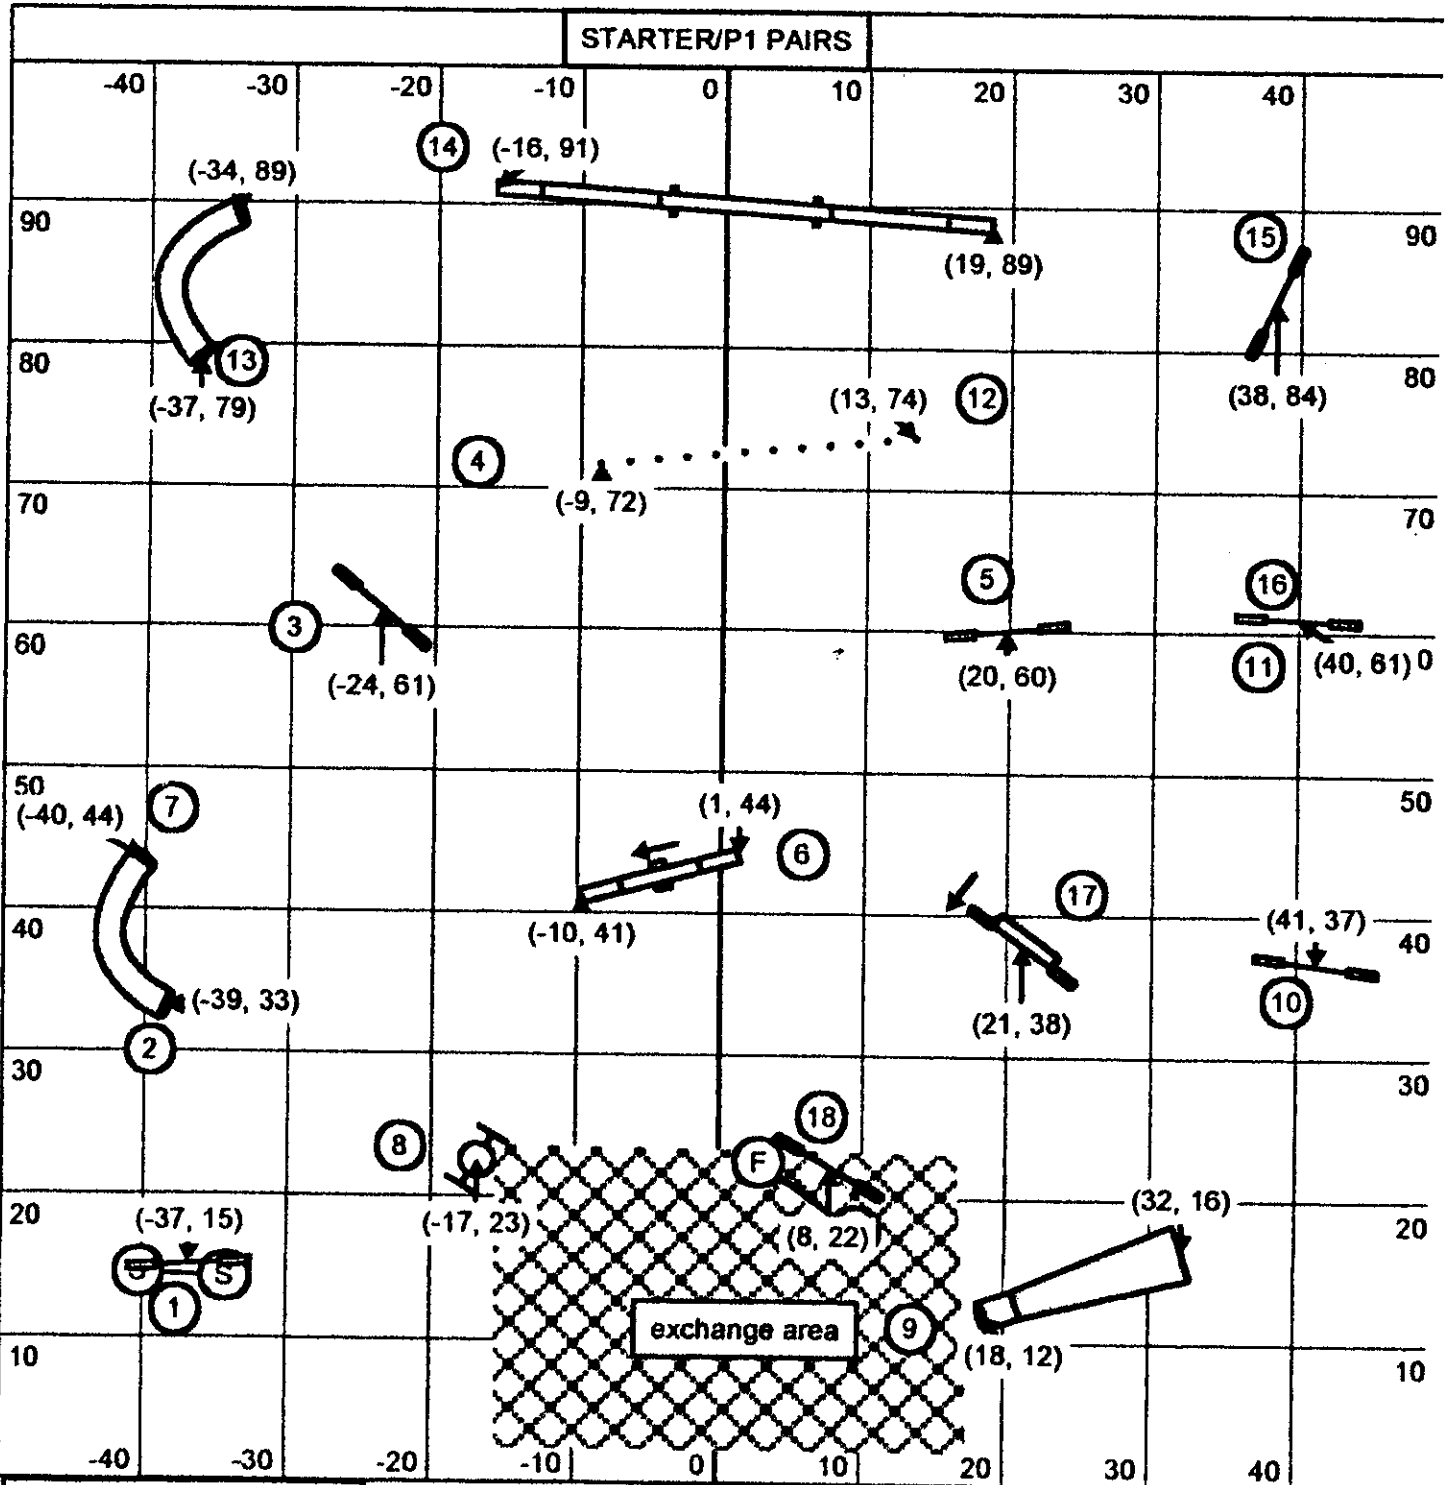 STARTER/P1 PAIRS
-40 -30 -20 -10 0 10 20 30 40
14 (-16, 91)
(-34, 89)
90 90
15
(19, 89)
13
80 80
(-37, 79) (13, 74) 12 (38, 84)
4
70 (-9, 72) 70
5 16
3
60 (20, 60) 11 (40, 61) 0
(-24, 61)
50 7 (1, 44) 50
(-40, 44)
6
17
40 (-10, 41) (41, 37) 40
(-39, 33) (21, 38) 10
2
30 30
8 18
F
20 (-37, 15) (-17, 23) (8, 22) (32, 16) 20
S
1 exchange area 9
10 (18, 12) 10
-40 -30 -20 -10 0 10 20 30 40